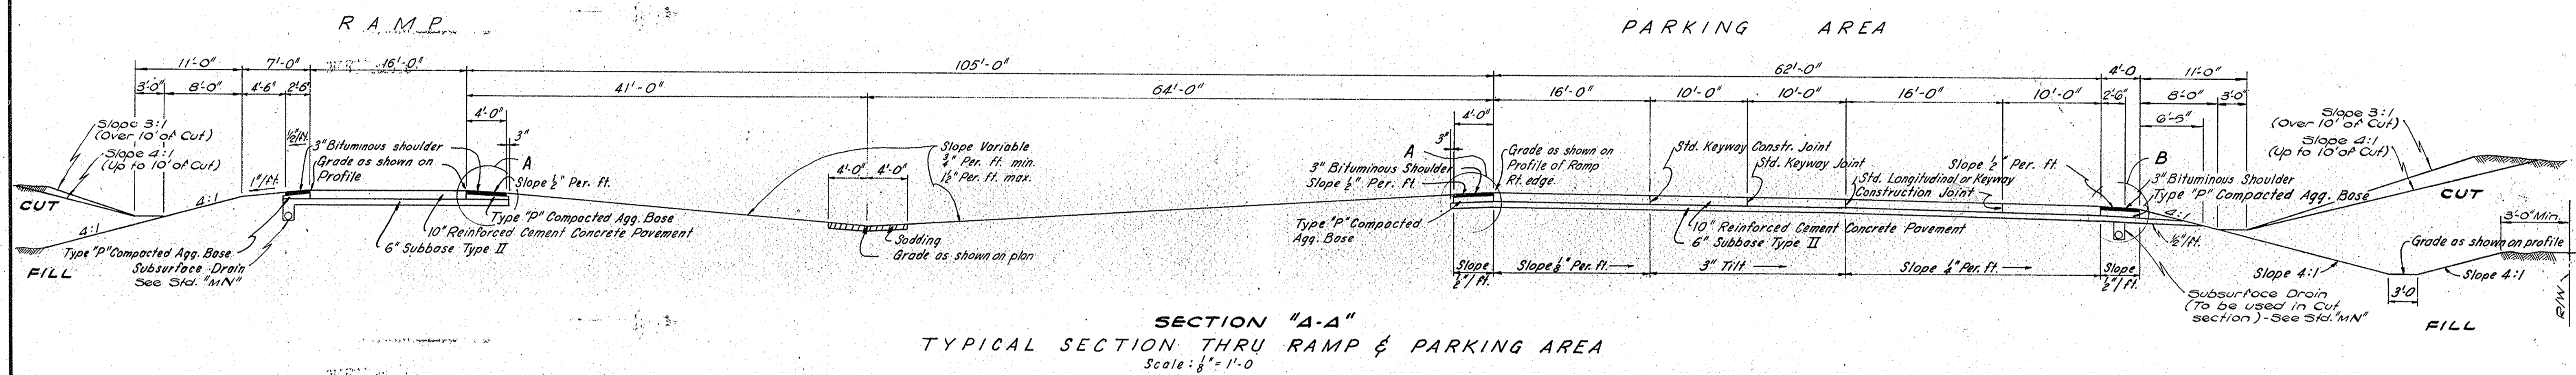 RAMP
PARKING AREA
11'-0"
7'-0"
16'-0"
105'-0"
62'-0"
4'-0
11'-0"
3'-0"
8'-0"
4'-6"
2'-6"
41'-0"
64'-0"
16'-0"
10'-0"
10'-0"
16'-0"
10'-0"
2'-6"
8'-0"
3'-0"
6'-5"
4'-0"
3"
4'-0"
3"
Slope 3:1
(Over 10' of Cut)
Slope 4:1
(Up to 10' of Cut)
1/2"/ft.
3" Bituminous shoulder
Grade as shown on
Profile
A
Slope 1/2" Per. ft.
1"/ft.
CUT
4:1
4:1
FILL
Type "P" Compacted Agg. Base
Subsurface Drain
See Std. "MN"
Type "P" Compacted Agg. Base
10" Reinforced Cement Concrete Pavement
6" Subbase Type II
Slope Variable
3/4" Per. ft. min.
1 1/2" Per. ft. max.
4'-0"
4'-0"
Sodding
Grade as shown on plan
A
3" Bituminous Shoulder
Slope 1/2" Per. ft.
Type "P" Compacted
Agg. Base
Grade as shown on
Profile of Ramp
Rt. edge.
Std. Keyway Constr. Joint
Std. Keyway Joint
Std. Longitudinal or Keyway
Construction Joint
Slope 1/2" Per. ft.
10" Reinforced Cement Concrete Pavement
6" Subbase Type II
Slope
1/2"/ft.
Slope 1/8" Per. ft.
3" Tilt
Slope 1/4" Per. ft.
Slope
1/2"/ft.
B
3" Bituminous Shoulder
Type "P" Compacted Agg. Base
4:1
1/2"/ft.
Slope 3:1
(Over 10' of Cut)
Slope 4:1
(Up to 10' of Cut)
CUT
3'-0" Min.
Grade as shown on profile
Slope 4:1
Slope 4:1
3'-0
R/W
Subsurface Drain
(To be used in Cut
section)-See Std. "MN"
FILL
SECTION "A-A"
TYPICAL SECTION THRU RAMP & PARKING AREA
Scale: 1/8" = 1'-0